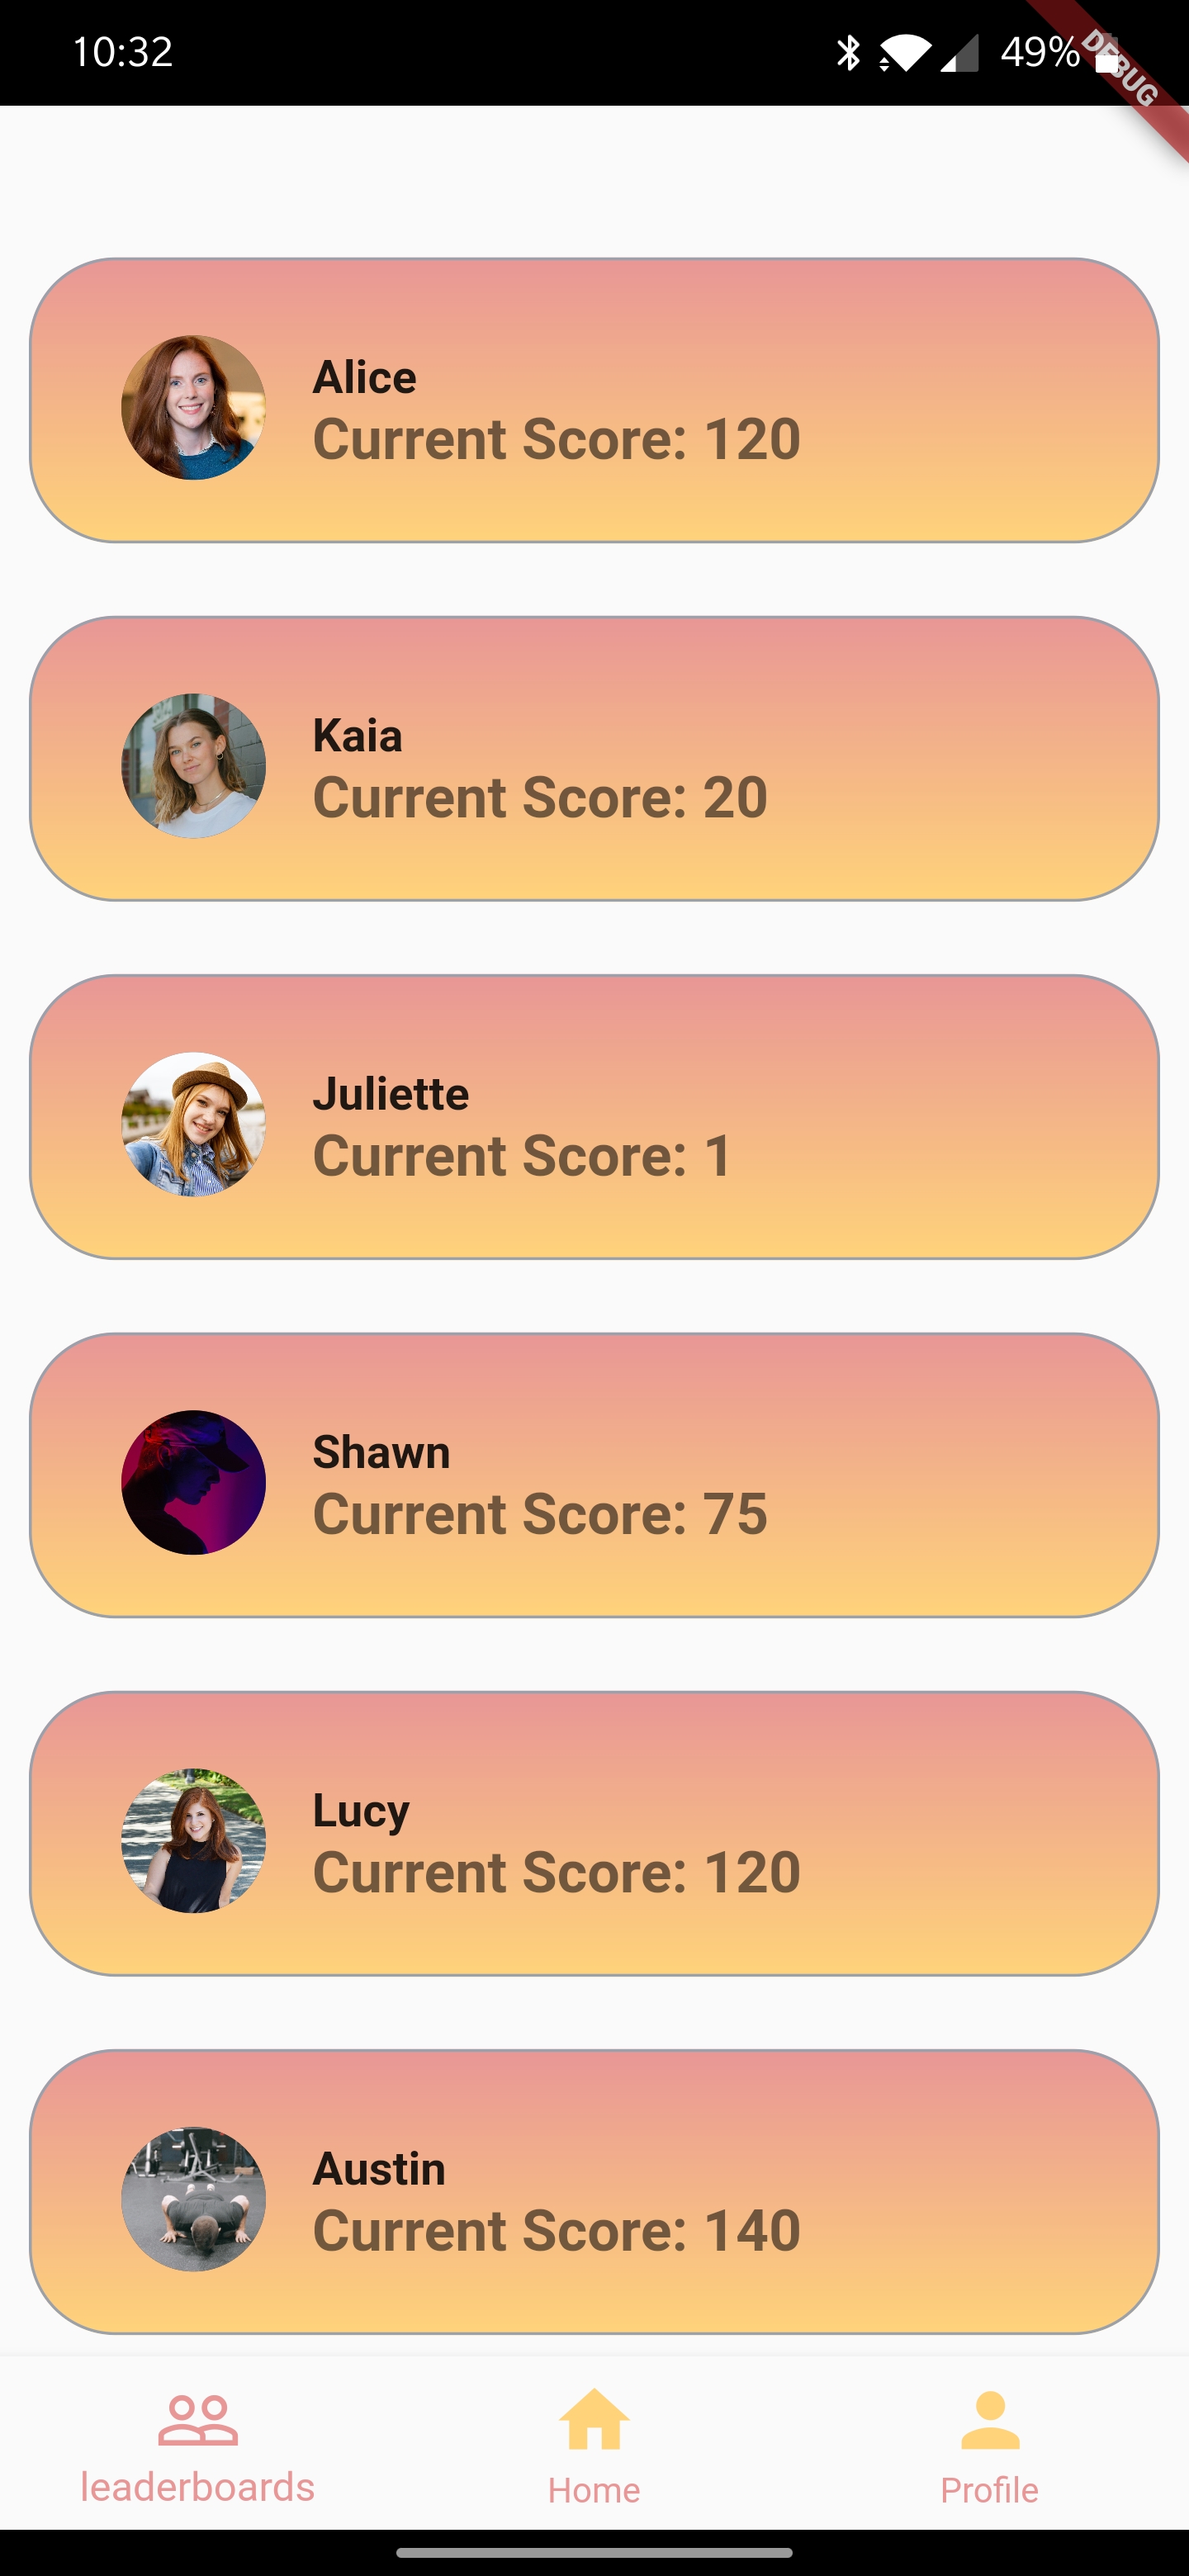 10:32
49%
DEBUG
Alice
Current Score: 120
Kaia
Current Score: 20
Juliette
Current Score: 1
Shawn
Current Score: 75
Lucy
Current Score: 120
Austin
Current Score: 140
leaderboards
Home
Profile